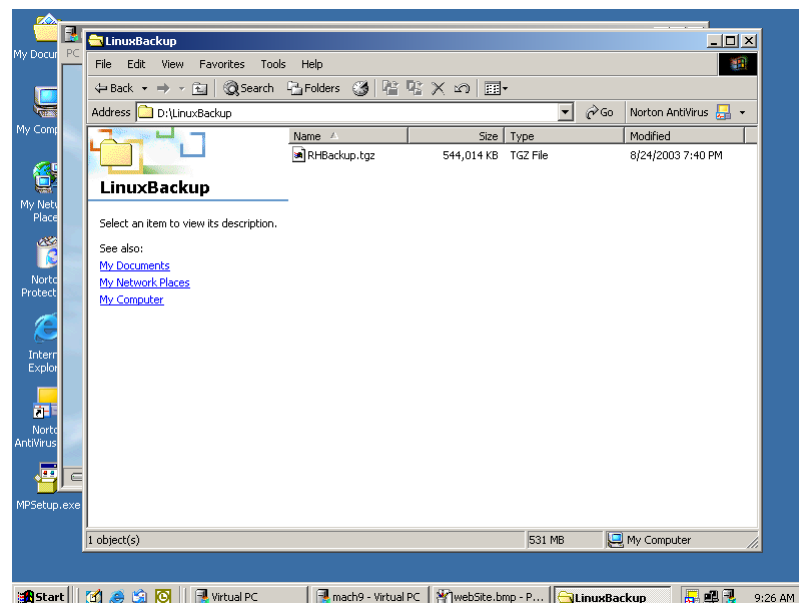 My Docum
PC
LinuxBackup
File Edit View Favorites Tools Help
Back Search Folders
Address D:\LinuxBackup Go Norton AntiVirus
My Comp
Name Size Type Modified
RHBackup.tgz 544,014 KB TGZ File 8/24/2003 7:40 PM
LinuxBackup
My Netw
Place
Select an item to view its description.
See also:
My Documents
My Network Places
My Computer
Norto
Protect
Intern
Explor
Norto
AntiVirus
MPSetup.exe
1 object(s) 531 MB My Computer
Start Virtual PC mach9 - Virtual PC webSite.bmp - P... LinuxBackup 9:26 AM